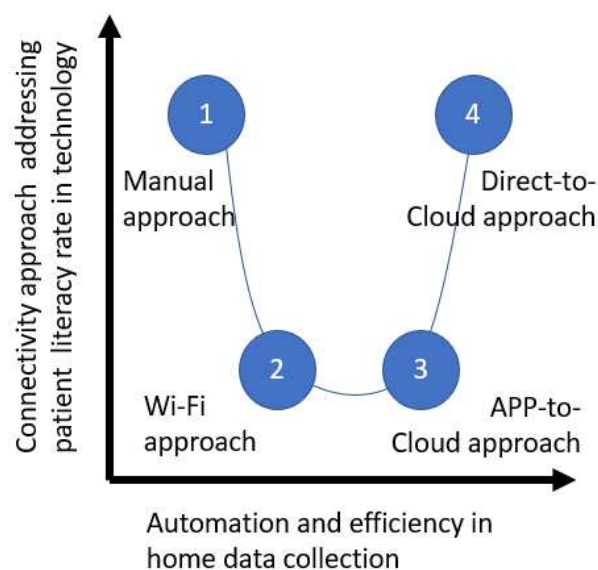 Connectivity approach addressing
patient literacy rate in technology
1
4
Manual
approach
Direct-to-
Cloud approach
2
3
Wi-Fi
approach
APP-to-
Cloud approach
Automation and efficiency in
home data collection